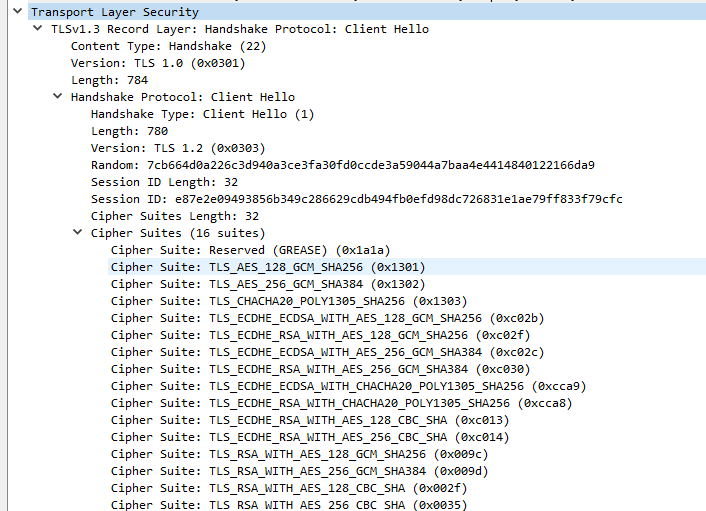 Transport Layer Security
TLSv1.3 Record Layer: Handshake Protocol: Client Hello
Content Type: Handshake (22)
Version: TLS 1.0 (0x0301)
Length: 784
Handshake Protocol: Client Hello
Handshake Type: Client Hello (1)
Length: 780
Version: TLS 1.2 (0x0303)
Random: 7cb664d0a226c3d940a3ce3fa30fd0ccde3a59044a7baa4e4414840122166da9
Session ID Length: 32
Session ID: e87e2e09493856b349c286629cdb494fb0efd98dc726831e1ae79ff833f79cfc
Cipher Suites Length: 32
Cipher Suites (16 suites)
Cipher Suite: Reserved (GREASE) (0x1a1a)
Cipher Suite: TLS_AES_128_GCM_SHA256 (0x1301)
Cipher Suite: TLS_AES_256_GCM_SHA384 (0x1302)
Cipher Suite: TLS_CHACHA20_POLY1305_SHA256 (0x1303)
Cipher Suite: TLS_ECDHE_ECDSA_WITH_AES_128_GCM_SHA256 (0xc02b)
Cipher Suite: TLS_ECDHE_RSA_WITH_AES_128_GCM_SHA256 (0xc02f)
Cipher Suite: TLS_ECDHE_ECDSA_WITH_AES_256_GCM_SHA384 (0xc02c)
Cipher Suite: TLS_ECDHE_RSA_WITH_AES_256_GCM_SHA384 (0xc030)
Cipher Suite: TLS_ECDHE_ECDSA_WITH_CHACHA20_POLY1305_SHA256 (0xcca9)
Cipher Suite: TLS_ECDHE_RSA_WITH_CHACHA20_POLY1305_SHA256 (0xcca8)
Cipher Suite: TLS_ECDHE_RSA_WITH_AES_128_CBC_SHA (0xc013)
Cipher Suite: TLS_ECDHE_RSA_WITH_AES_256_CBC_SHA (0xc014)
Cipher Suite: TLS_RSA_WITH_AES_128_GCM_SHA256 (0x009c)
Cipher Suite: TLS_RSA_WITH_AES_256_GCM_SHA384 (0x009d)
Cipher Suite: TLS_RSA_WITH_AES_128_CBC_SHA (0x002f)
Cipher Suite: TLS_RSA_WITH_AES_256_CBC_SHA (0x0035)